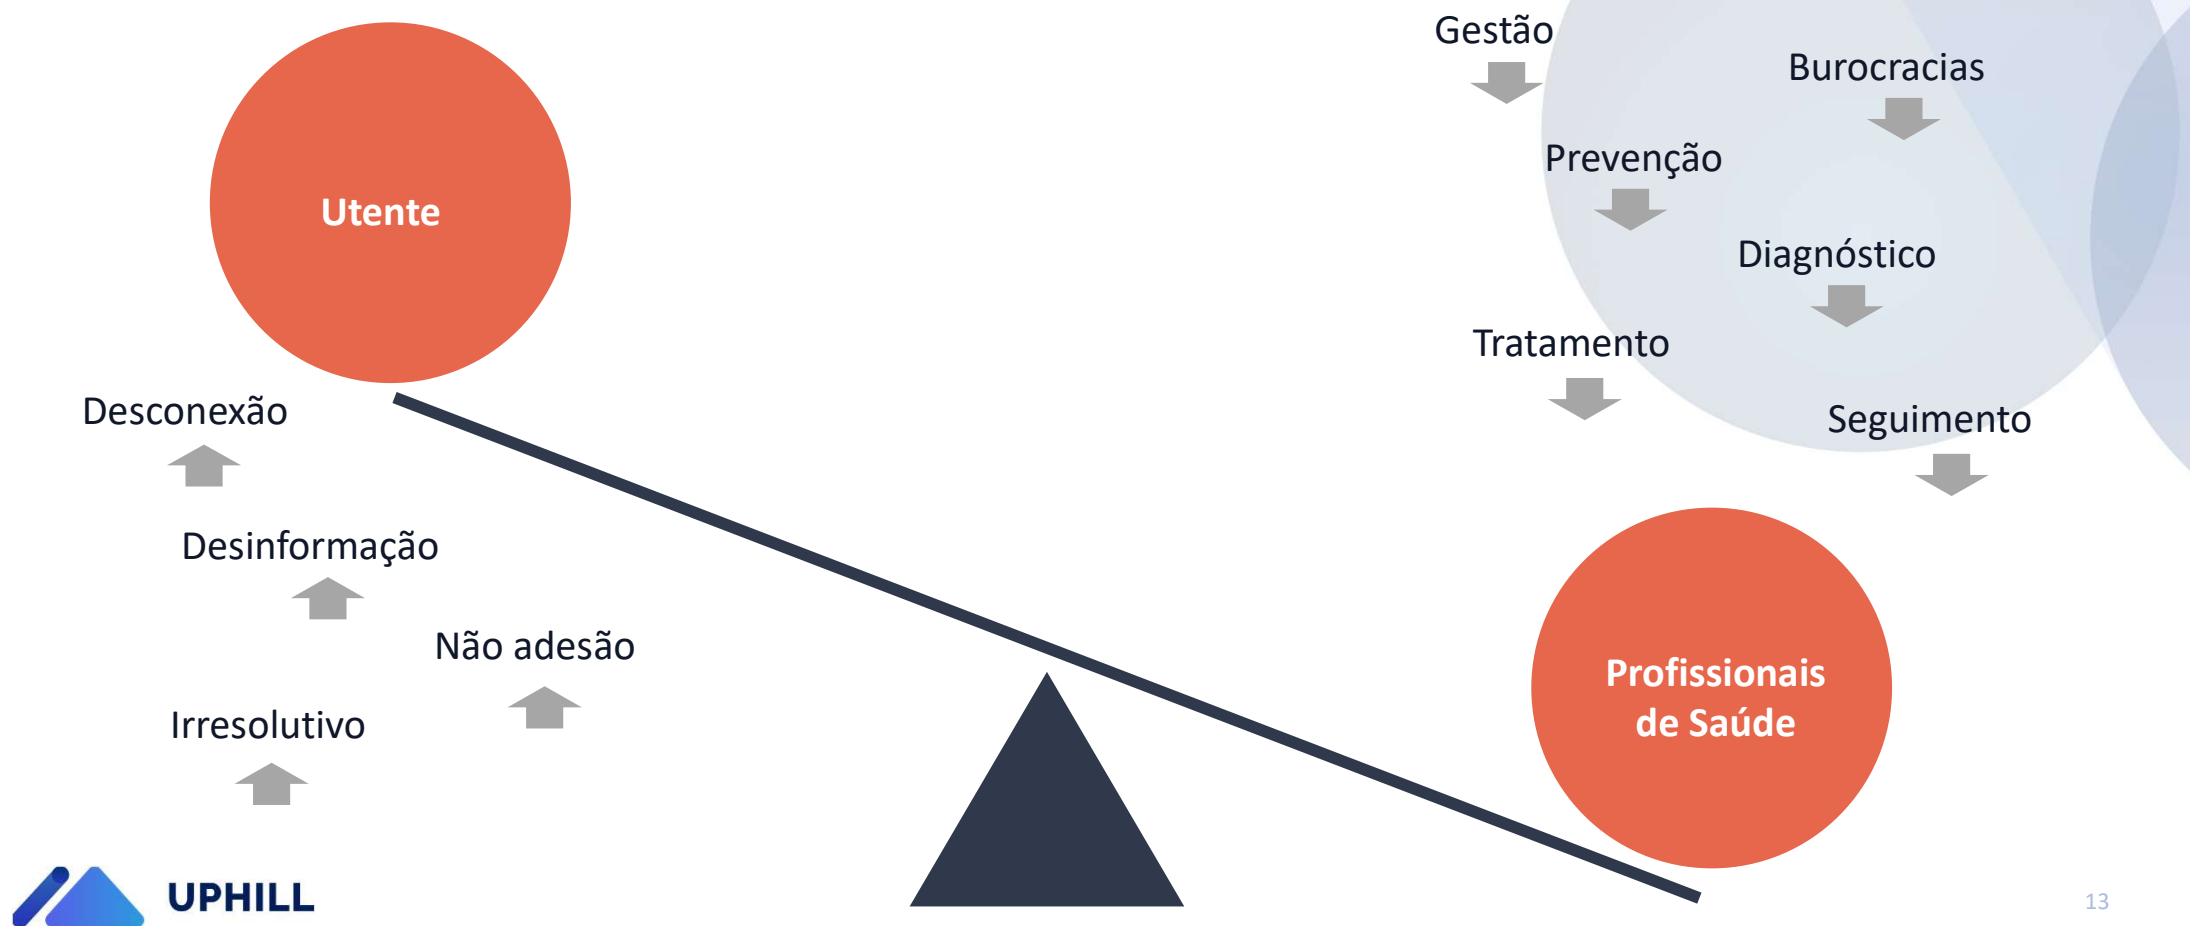 Utente
Desconexão
Desinformação
Não adesão
Irresolutivo
Gestão
Burocracias
Prevenção
Diagnóstico
Tratamento
Seguimento
Profissionais
de Saúde
UPHILL
13